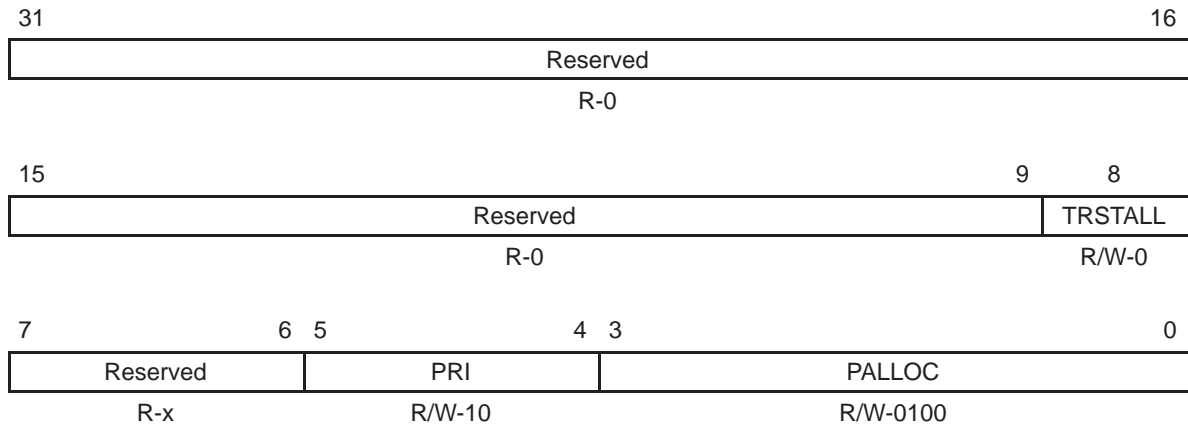 31 16
Reserved
R-0
15 9 8
Reserved TRSTALL
R-0 R/W-0
7 6 5 4 3 0
Reserved PRI PALLOC
R-x R/W-10 R/W-0100